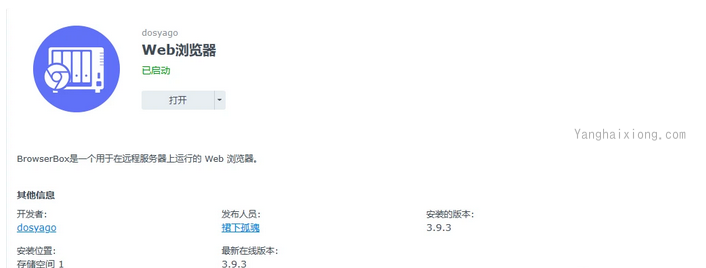 dosyago
Web浏览器
已启动
打开
Yanghaixiong.com
BrowserBox是一个用于在远程服务器上运行的 Web 浏览器。
其他信息
开发者: 发布人员: 安装的版本:
dosyago 裙下孤魂 3.9.3
安装位置: 最新在线版本:
存储空间 1 3.9.3